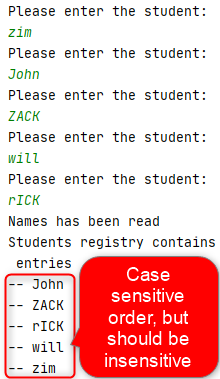 Please enter the student:
zim
Please enter the student:
John
Please enter the student:
ZACK
Please enter the student:
will
Please enter the student:
rICK
Names has been read
Students registry contains
entries
-- John
-- ZACK
-- rICK
-- will
-- zim
Case
sensitive
order, but
should be
insensitive